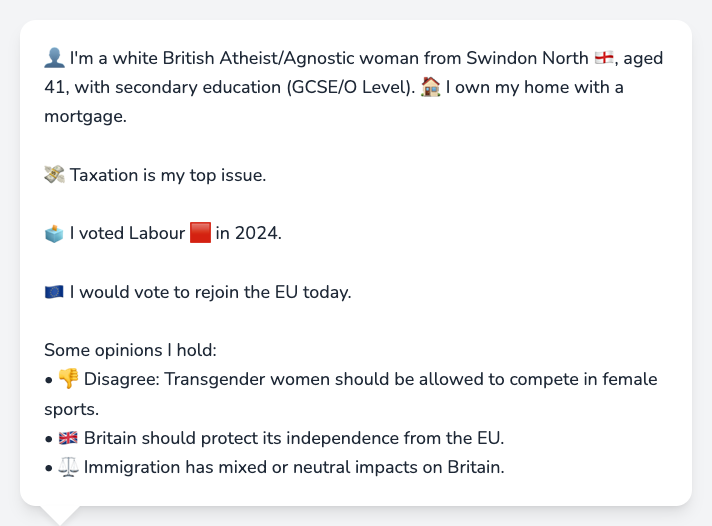 👤 I'm a white British Atheist/Agnostic woman from Swindon North 🏴󠁧󠁢󠁥󠁮󠁧󠁿, aged
41, with secondary education (GCSE/O Level). 🏠 I own my home with a
mortgage.
💸 Taxation is my top issue.
🗳️ I voted Labour 🟥 in 2024.
🇪🇺 I would vote to rejoin the EU today.
Some opinions I hold:
• 👎 Disagree: Transgender women should be allowed to compete in female
sports.
• 🇬🇧 Britain should protect its independence from the EU.
• ⚖️ Immigration has mixed or neutral impacts on Britain.